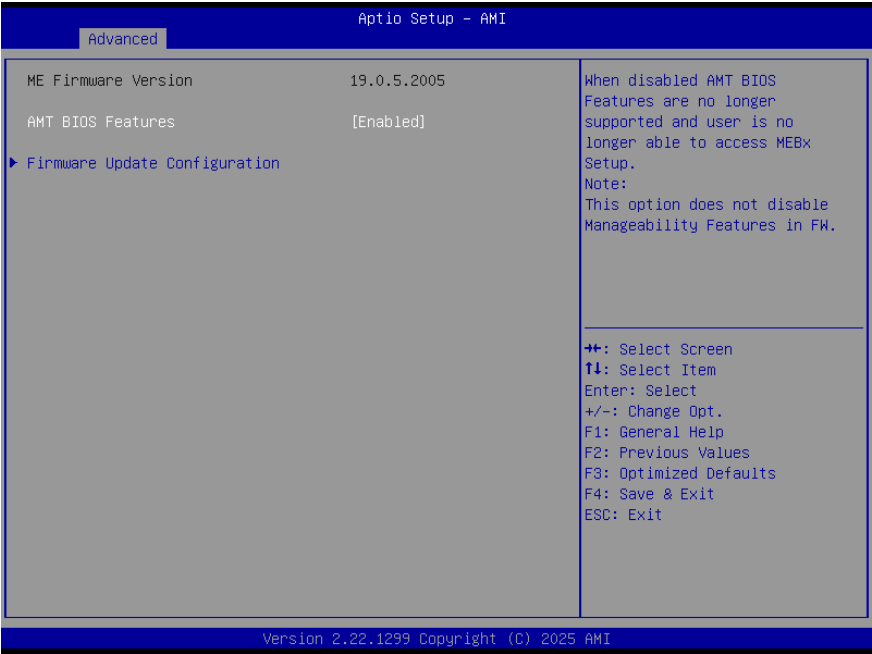 Aptio Setup – AMI
Advanced
ME Firmware Version 19.0.5.2005
AMT BIOS Features [Enabled]
Firmware Update Configuration
When disabled AMT BIOS
Features are no longer
supported and user is no
longer able to access MEBx
Setup.
Note:
This option does not disable
Manageability Features in FW.
→←: Select Screen
↑↓: Select Item
Enter: Select
+/-: Change Opt.
F1: General Help
F2: Previous Values
F3: Optimized Defaults
F4: Save & Exit
ESC: Exit
Version 2.22.1299 Copyright (C) 2025 AMI